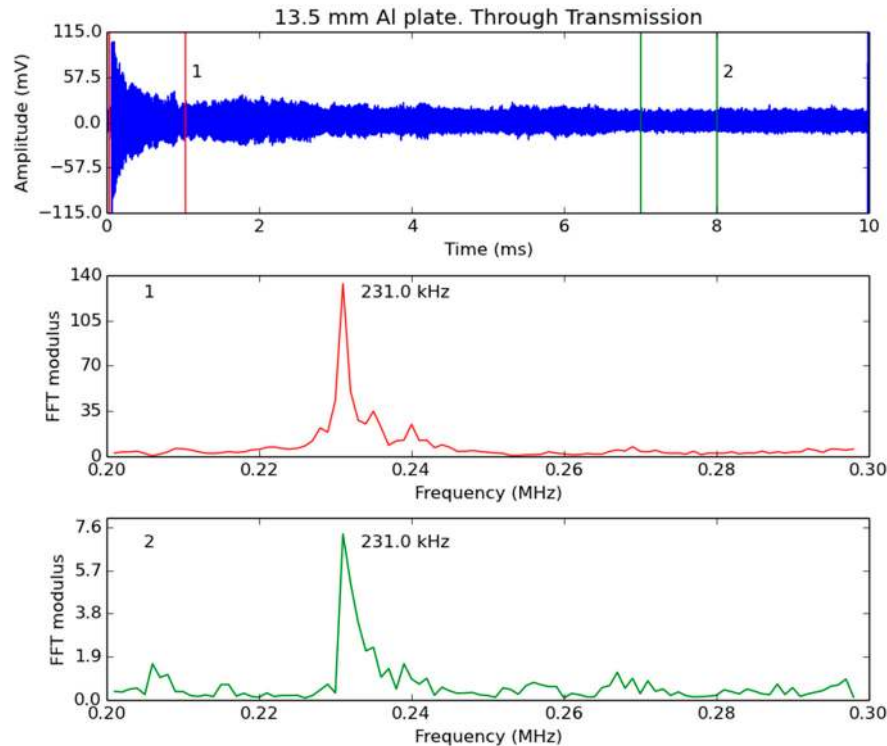 13.5 mm Al plate. Through Transmission
115.0
57.5
0.0
−57.5
−115.0
Amplitude (mV)
1
2
0 2 4 6 8 10
Time (ms)
140
105
70
35
0
FFT modulus
1
231.0 kHz
0.20 0.22 0.24 0.26 0.28 0.30
Frequency (MHz)
7.6
5.7
3.8
1.9
0.0
FFT modulus
2
231.0 kHz
0.20 0.22 0.24 0.26 0.28 0.30
Frequency (MHz)